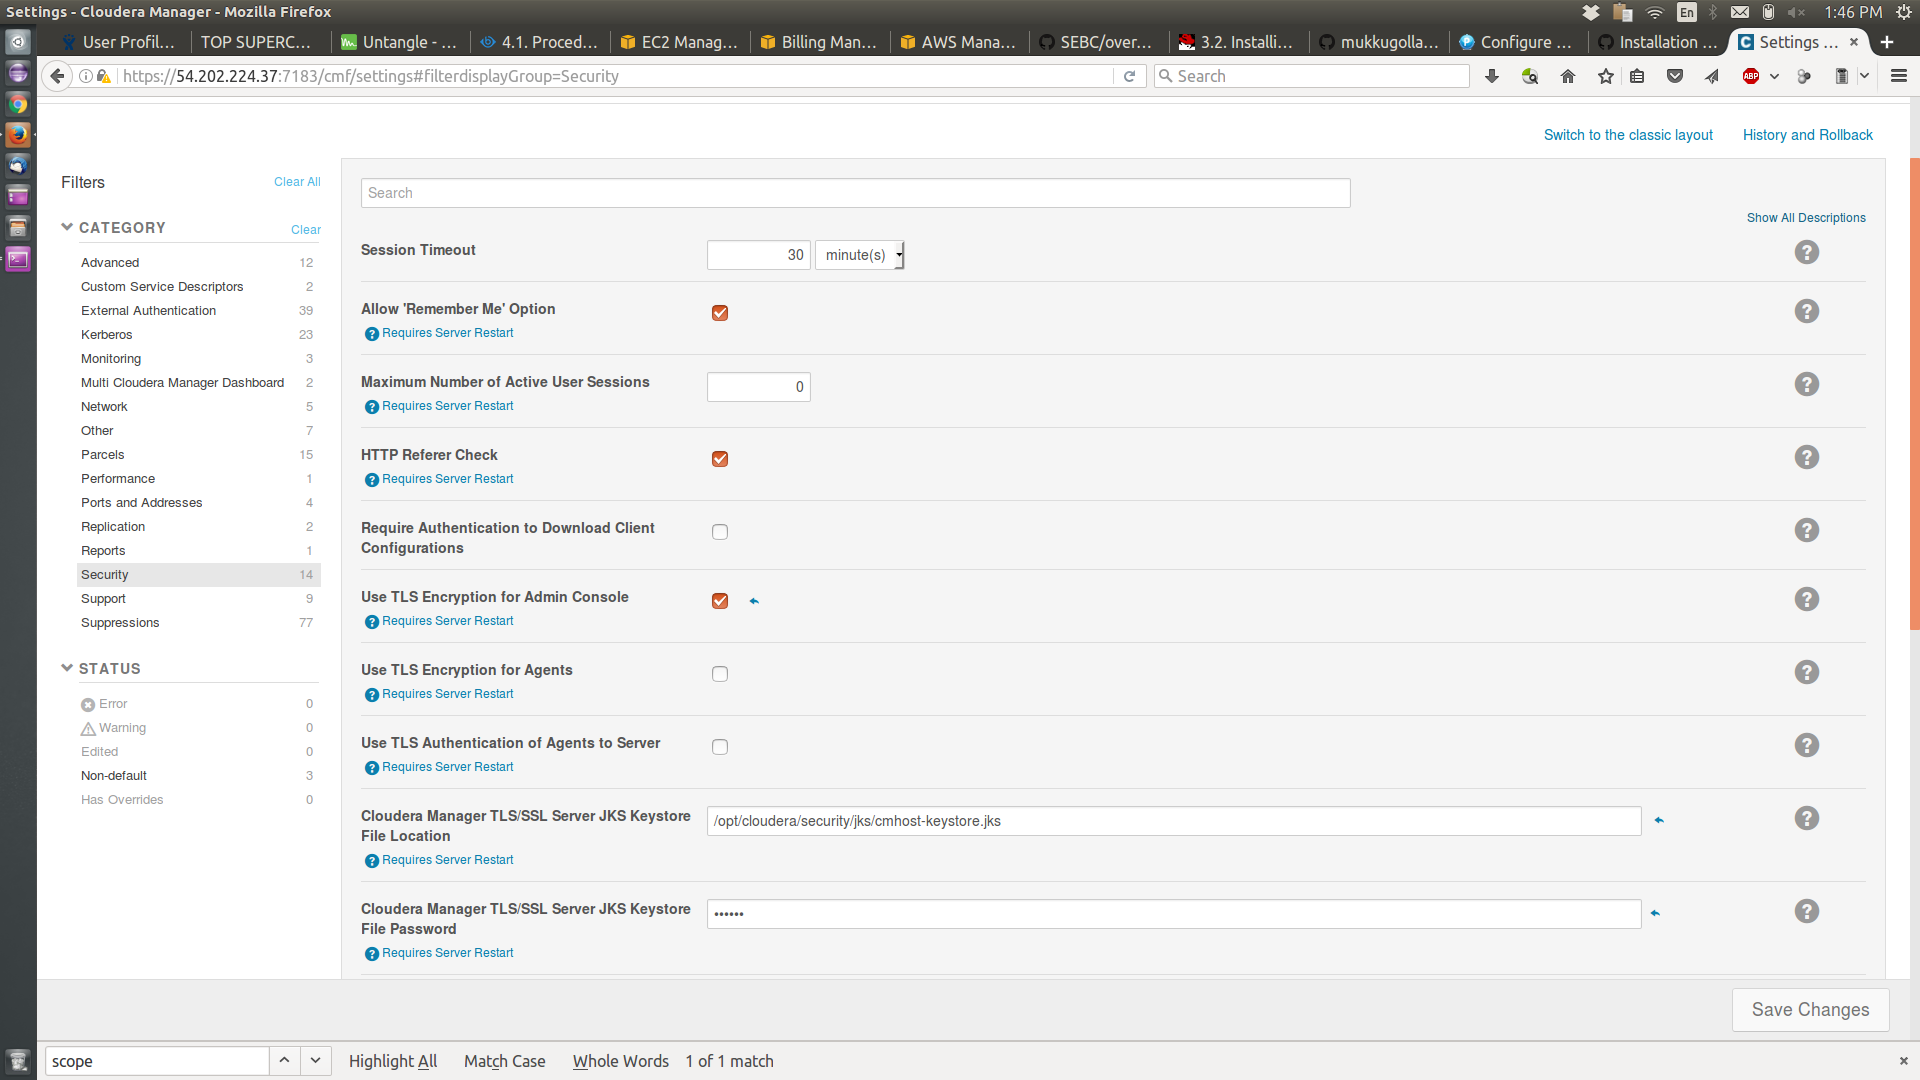 Settings - Cloudera Manager - Mozilla Firefox
En
1:46 PM
User Profil...
TOP SUPERC...
Untangle - ...
4.1. Proced...
EC2 Manag...
Billing Man...
AWS Mana...
SEBC/over...
3.2. Installi...
mukkugolla...
Configure ...
Installation ...
Settings ...
https://54.202.224.37:7183/cmf/settings#filterdisplayGroup=Security
Search
ABP
Switch to the classic layout
History and Rollback
Filters
Clear All
CATEGORY
Clear
Advanced 12
Custom Service Descriptors 2
External Authentication 39
Kerberos 23
Monitoring 3
Multi Cloudera Manager Dashboard 2
Network 5
Other 7
Parcels 15
Performance 1
Ports and Addresses 4
Replication 2
Reports 1
Security 14
Support 9
Suppressions 77
STATUS
Error 0
Warning 0
Edited 0
Non-default 3
Has Overrides 0
Search
Show All Descriptions
Session Timeout
30
minute(s)
?
Allow 'Remember Me' Option
? Requires Server Restart
?
Maximum Number of Active User Sessions
0
? Requires Server Restart
?
HTTP Referer Check
? Requires Server Restart
?
Require Authentication to Download Client
Configurations
?
Use TLS Encryption for Admin Console
? Requires Server Restart
?
Use TLS Encryption for Agents
? Requires Server Restart
?
Use TLS Authentication of Agents to Server
? Requires Server Restart
?
Cloudera Manager TLS/SSL Server JKS Keystore
File Location
/opt/cloudera/security/jks/cmhost-keystore.jks
? Requires Server Restart
?
Cloudera Manager TLS/SSL Server JKS Keystore
File Password
••••••
? Requires Server Restart
?
Save Changes
scope
Highlight All
Match Case
Whole Words
1 of 1 match